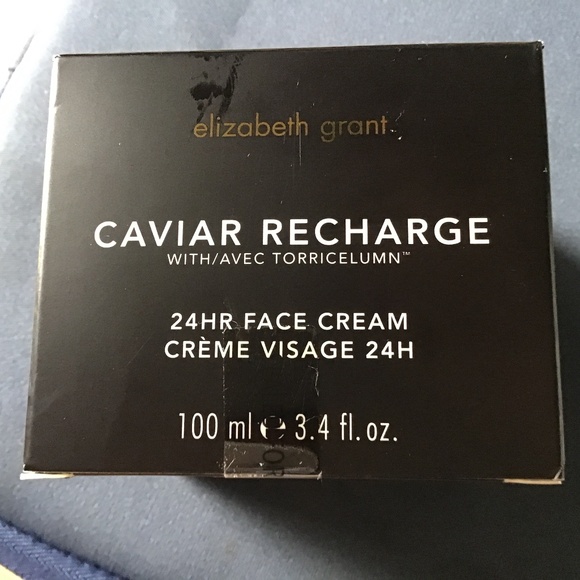 elizabeth grant
CAVIAR RECHARGE
WITH/AVEC TORRICELUMN™
24HR FACE CREAM
CRÈME VISAGE 24H
100 ml ℮ 3.4 fl. oz.